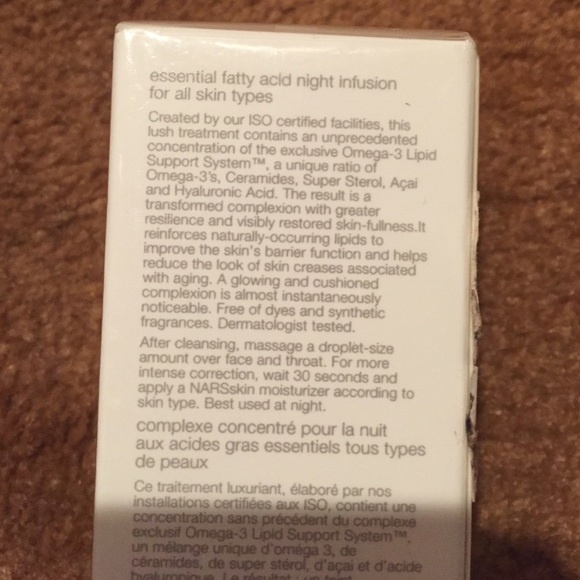 essential fatty acid night infusion
for all skin types
Created by our ISO certified facilities, this
lush treatment contains an unprecedented
concentration of the exclusive Omega-3 Lipid
Support System™, a unique ratio of
Omega-3's, Ceramides, Super Sterol, Açai
and Hyaluronic Acid. The result is a
transformed complexion with greater
resilience and visibly restored skin-fullness.It
reinforces naturally-occurring lipids to
improve the skin's barrier function and helps
reduce the look of skin creases associated
with aging. A glowing and cushioned
complexion is almost instantaneously
noticeable. Free of dyes and synthetic
fragrances. Dermatologist tested.
After cleansing, massage a droplet-size
amount over face and throat. For more
intense correction, wait 30 seconds and
apply a NARSskin moisturizer according to
skin type. Best used at night.
complexe concentré pour la nuit
aux acides gras essentiels tous types
de peaux
Ce traitement luxuriant, élaboré par nos
installations certifiées aux ISO, contient une
concentration sans précédent du complexe
exclusif Omega-3 Lipid Support System™,
un mélange unique d'oméga 3, de
céramides, de super stérol, d'açai et d'acide
hyaluronique. Le résultat : un teint